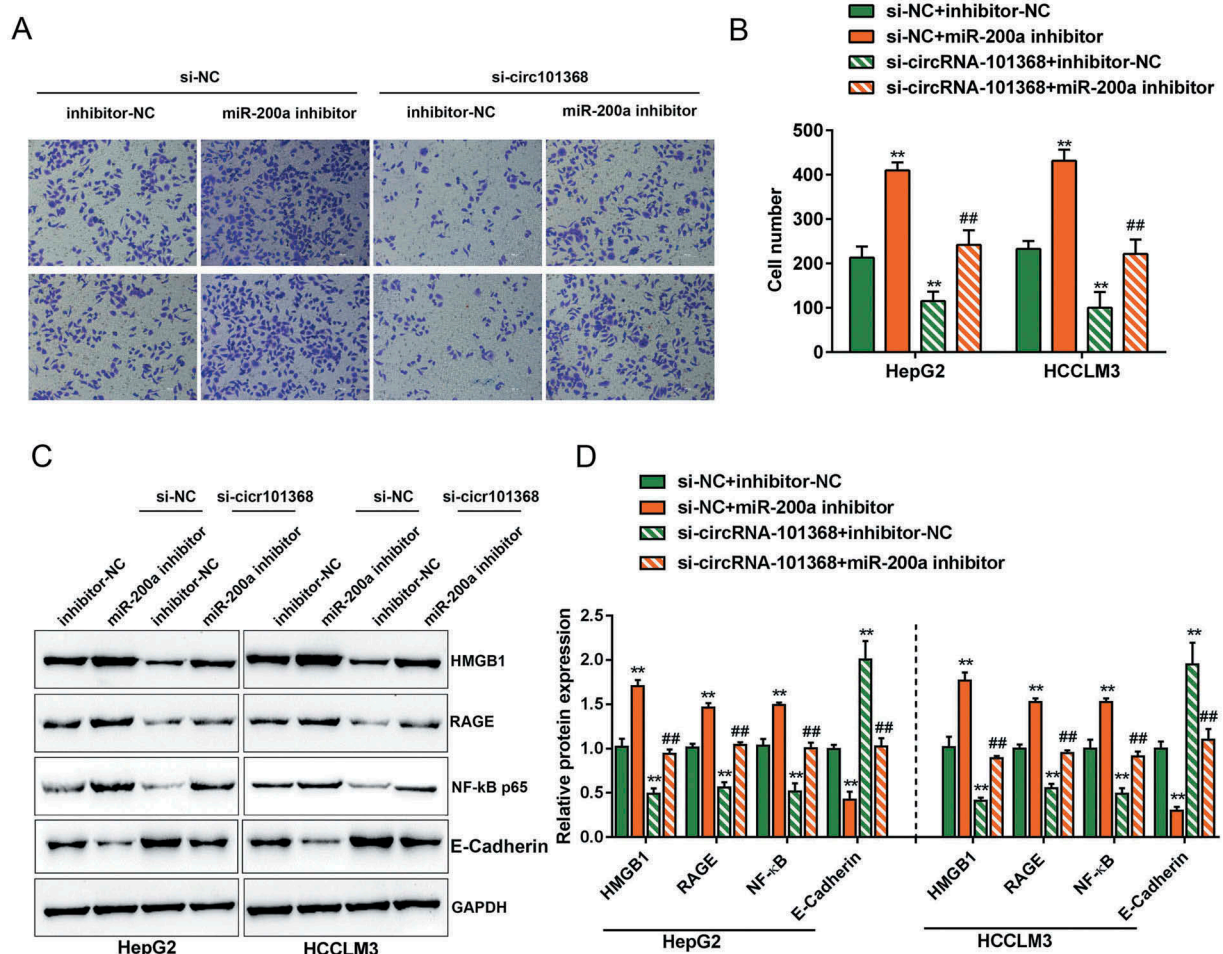 A
si-NC si-circ101368
inhibitor-NC miR-200a inhibitor inhibitor-NC miR-200a inhibitor
B
si-NC+inhibitor-NC
si-NC+miR-200a inhibitor
si-circRNA-101368+inhibitor-NC
si-circRNA-101368+miR-200a inhibitor
500
400
300
200
100
0
Cell number
** ** ## ** ** ##
HepG2 HCCLM3
C
si-NC si-cicr101368 si-NC si-cicr101368
inhibitor-NC miR-200a inhibitor inhibitor-NC miR-200a inhibitor inhibitor-NC miR-200a inhibitor inhibitor-NC miR-200a inhibitor
HMGB1
RAGE
NF-kB p65
E-Cadherin
GAPDH
HepG2 HCCLM3
D
si-NC+inhibitor-NC
si-NC+miR-200a inhibitor
si-circRNA-101368+inhibitor-NC
si-circRNA-101368+miR-200a inhibitor
2.5
2.0
1.5
1.0
0.5
0.0
Relative protein expression
** ** ## ** ** ## ** ** ## ** ** ## ** ** ## ** ** ## ** ** ## ** ** ##
HMGB1 RAGE NF-κB E-Cadherin HMGB1 RAGE NF-κB E-Cadherin
HepG2 HCCLM3